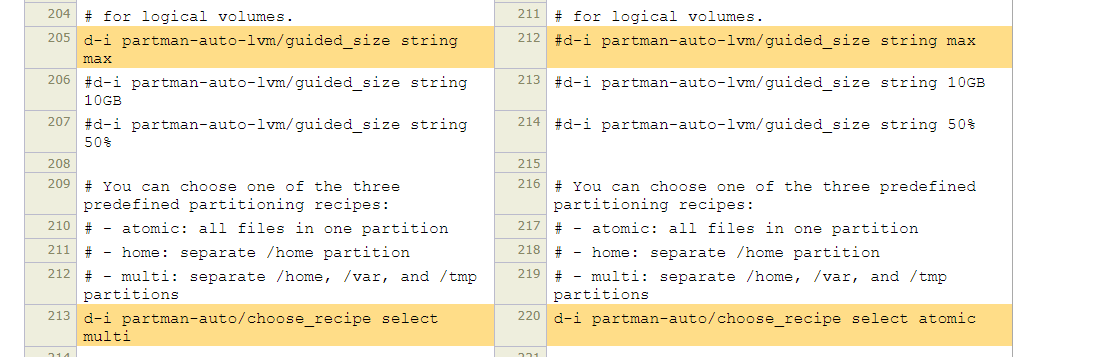 204 # for logical volumes.
205 d-i partman-auto-lvm/guided_size string
max
206 #d-i partman-auto-lvm/guided_size string
10GB
207 #d-i partman-auto-lvm/guided_size string
50%
208
209 # You can choose one of the three
predefined partitioning recipes:
210 # - atomic: all files in one partition
211 # - home: separate /home partition
212 # - multi: separate /home, /var, and /tmp
partitions
213 d-i partman-auto/choose_recipe select
multi
214
211 # for logical volumes.
212 #d-i partman-auto-lvm/guided_size string max
213 #d-i partman-auto-lvm/guided_size string 10GB
214 #d-i partman-auto-lvm/guided_size string 50%
215
216 # You can choose one of the three predefined
partitioning recipes:
217 # - atomic: all files in one partition
218 # - home: separate /home partition
219 # - multi: separate /home, /var, and /tmp
partitions
220 d-i partman-auto/choose_recipe select atomic
221